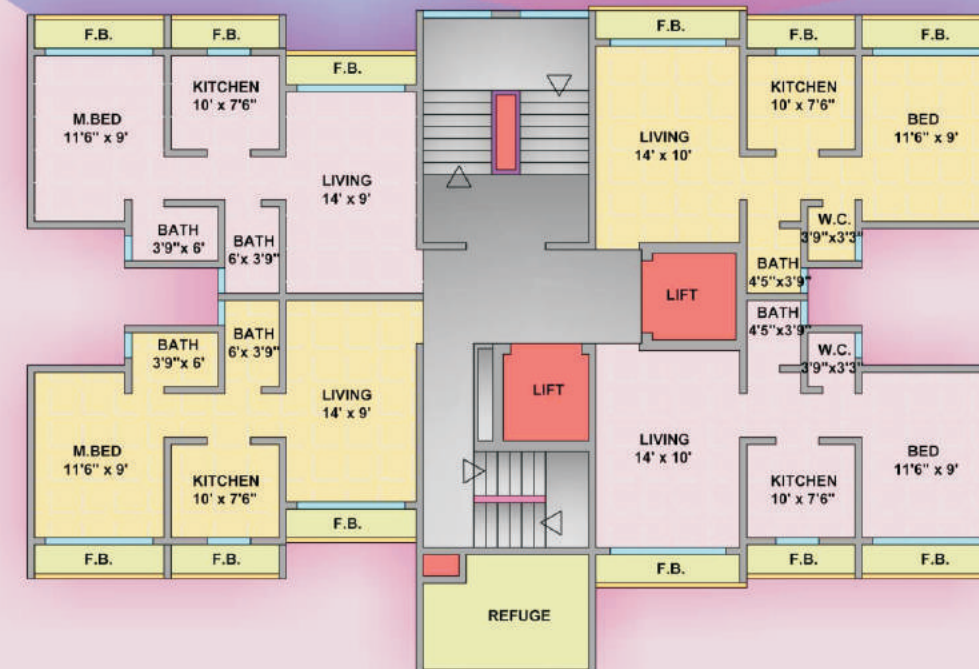 F.B.
F.B.
F.B.
F.B.
F.B.
F.B.
M.BED
11'6" x 9'
KITCHEN
10' x 7'6"
LIVING
14' x 9'
BATH
3'9"x 6'
BATH
6'x 3'9"
LIVING
14' x 10'
KITCHEN
10' x 7'6"
BED
11'6" x 9'
W.C.
3'9"x3'3"
BATH
4'5"x3'9"
LIFT
BATH
4'5"x3'9"
W.C.
3'9"x3'3"
BATH
3'9"x 6'
BATH
6'x 3'9"
LIVING
14' x 9'
M.BED
11'6" x 9'
KITCHEN
10' x 7'6"
LIFT
LIVING
14' x 10'
KITCHEN
10' x 7'6"
BED
11'6" x 9'
F.B.
F.B.
F.B.
F.B.
F.B.
F.B.
REFUGE